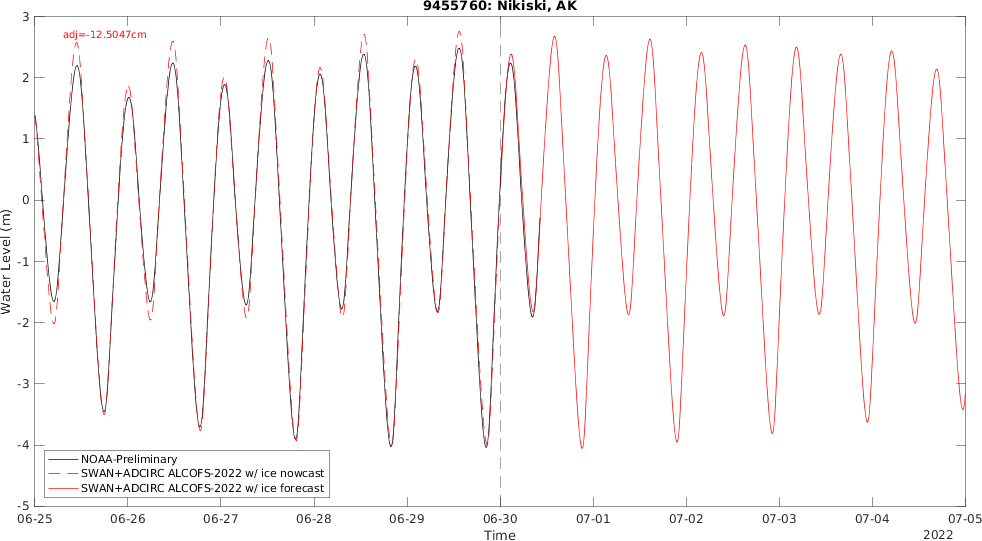 9455760: Nikiski, AK
adj=-12.5047cm
3
2
1
0
-1
-2
-3
-4
-5
Water Level (m)
NOAA-Preliminary
SWAN+ADCIRC ALCOFS-2022 w/ ice nowcast
SWAN+ADCIRC ALCOFS-2022 w/ ice forecast
06-25 06-26 06-27 06-28 06-29 06-30 07-01 07-02 07-03 07-04 07-05
Time
2022